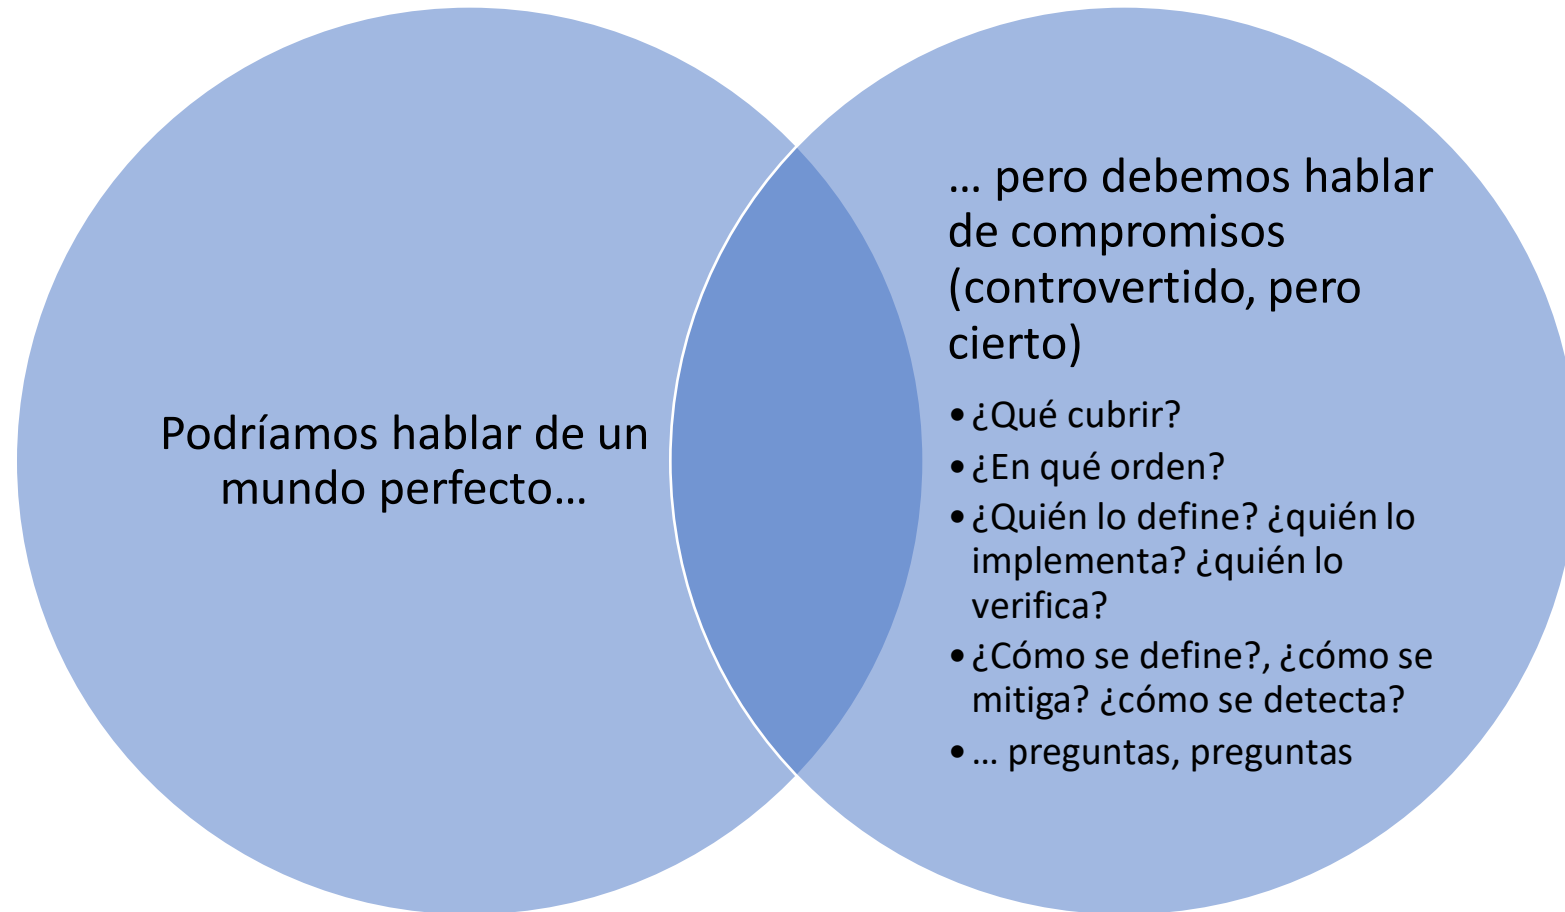 Podríamos hablar de un
mundo perfecto...
... pero debemos hablar
de compromisos
(controvertido, pero
cierto)
•¿Qué cubrir?
•¿En qué orden?
•¿Quién lo define? ¿quién lo
implementa? ¿quién lo
verifica?
•¿Cómo se define?, ¿cómo se
mitiga? ¿cómo se detecta?
•... preguntas, preguntas